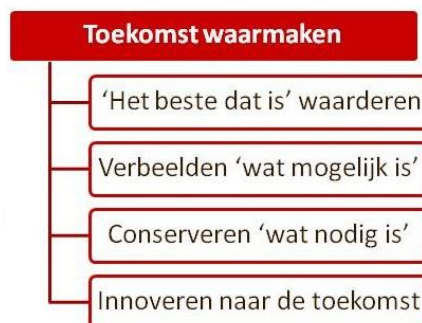 Toekomst waarmaken
‘Het beste dat is’ waarderen
Verbeelden ‘wat mogelijk is’
Conserveren ‘wat nodig is’
Innoveren naar de toekomst